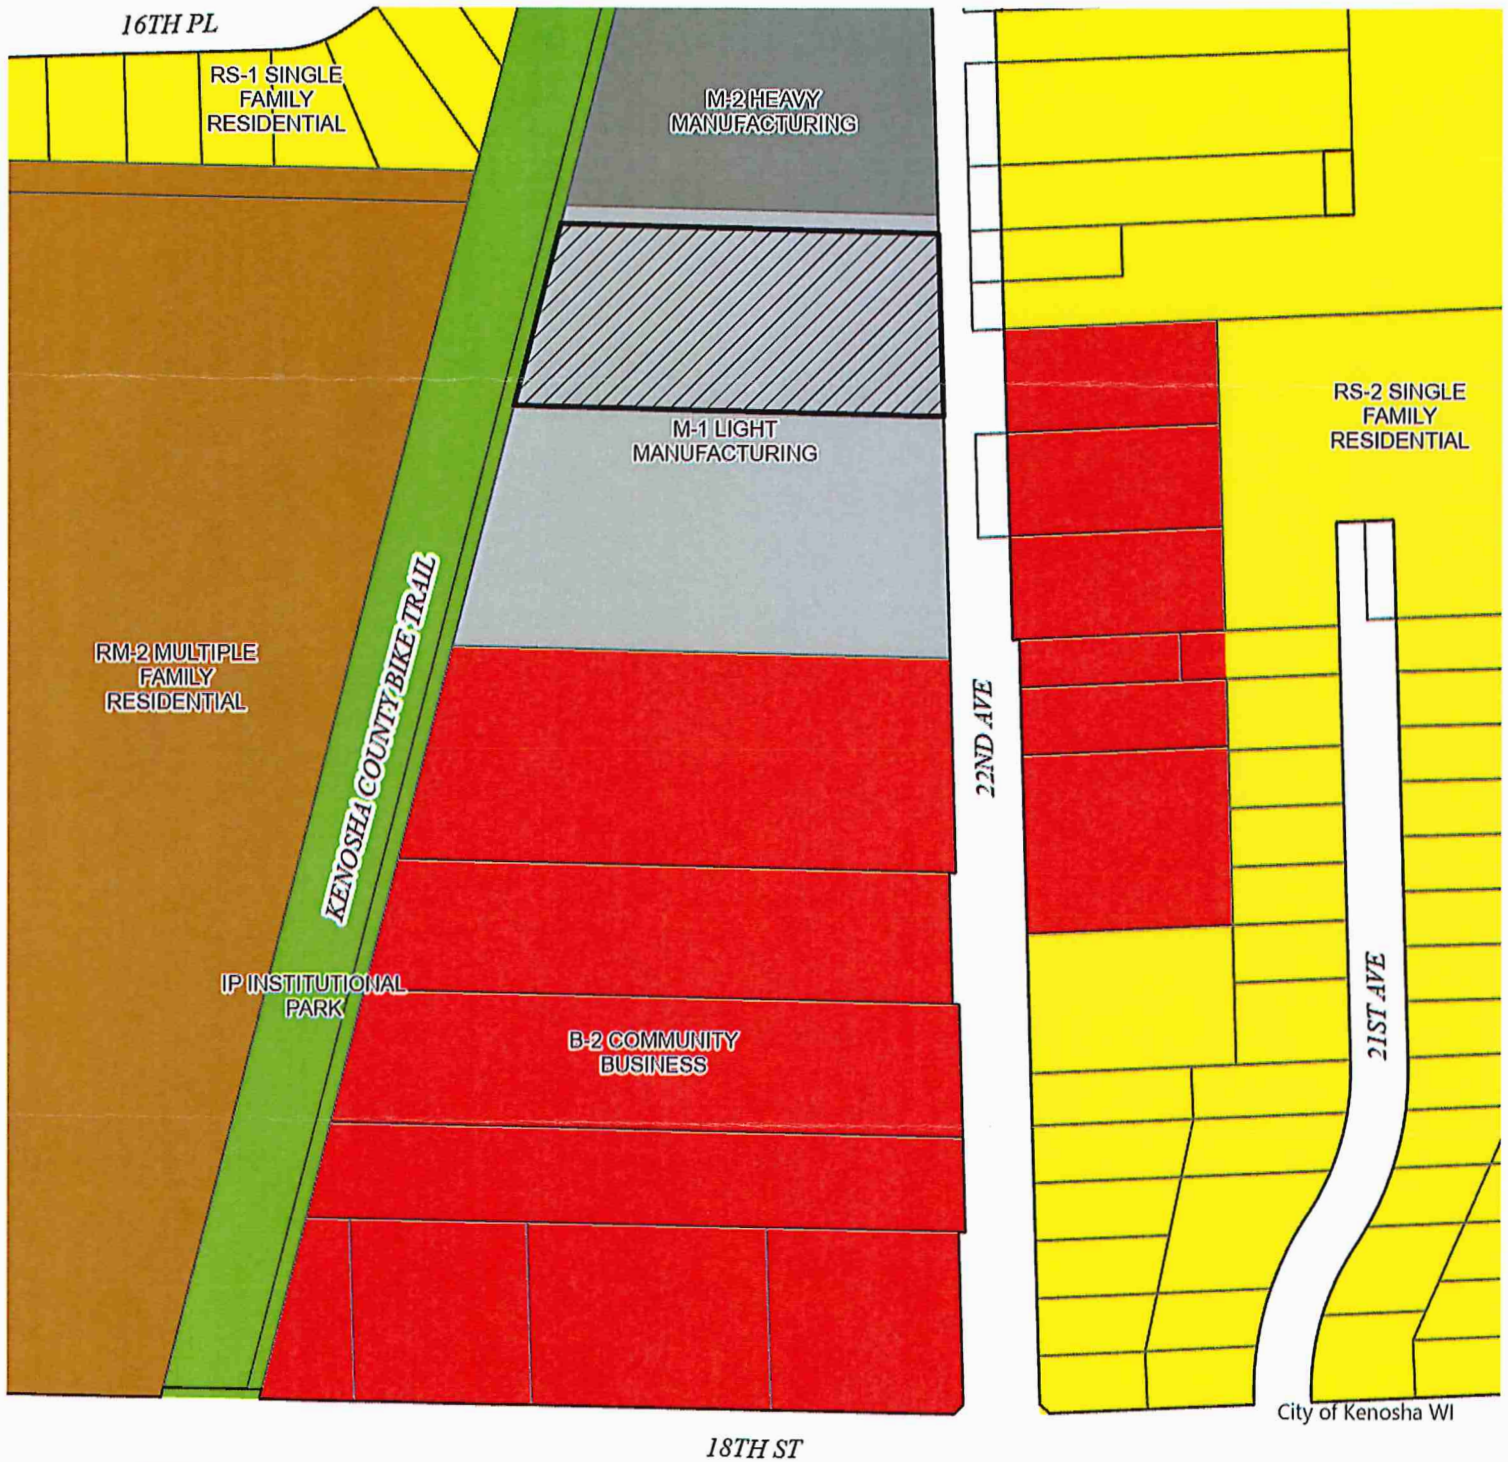 16TH PL
RS-1 SINGLE
FAMILY
RESIDENTIAL
M-2 HEAVY
MANUFACTURING
RS-2 SINGLE
FAMILY
RESIDENTIAL
M-1 LIGHT
MANUFACTURING
KENOSHA COUNTY BIKE TRAIL
RM-2 MULTIPLE
FAMILY
RESIDENTIAL
22ND AVE
IP INSTITUTIONAL
PARK
B-2 COMMUNITY
BUSINESS
21ST AVE
City of Kenosha WI
18TH ST